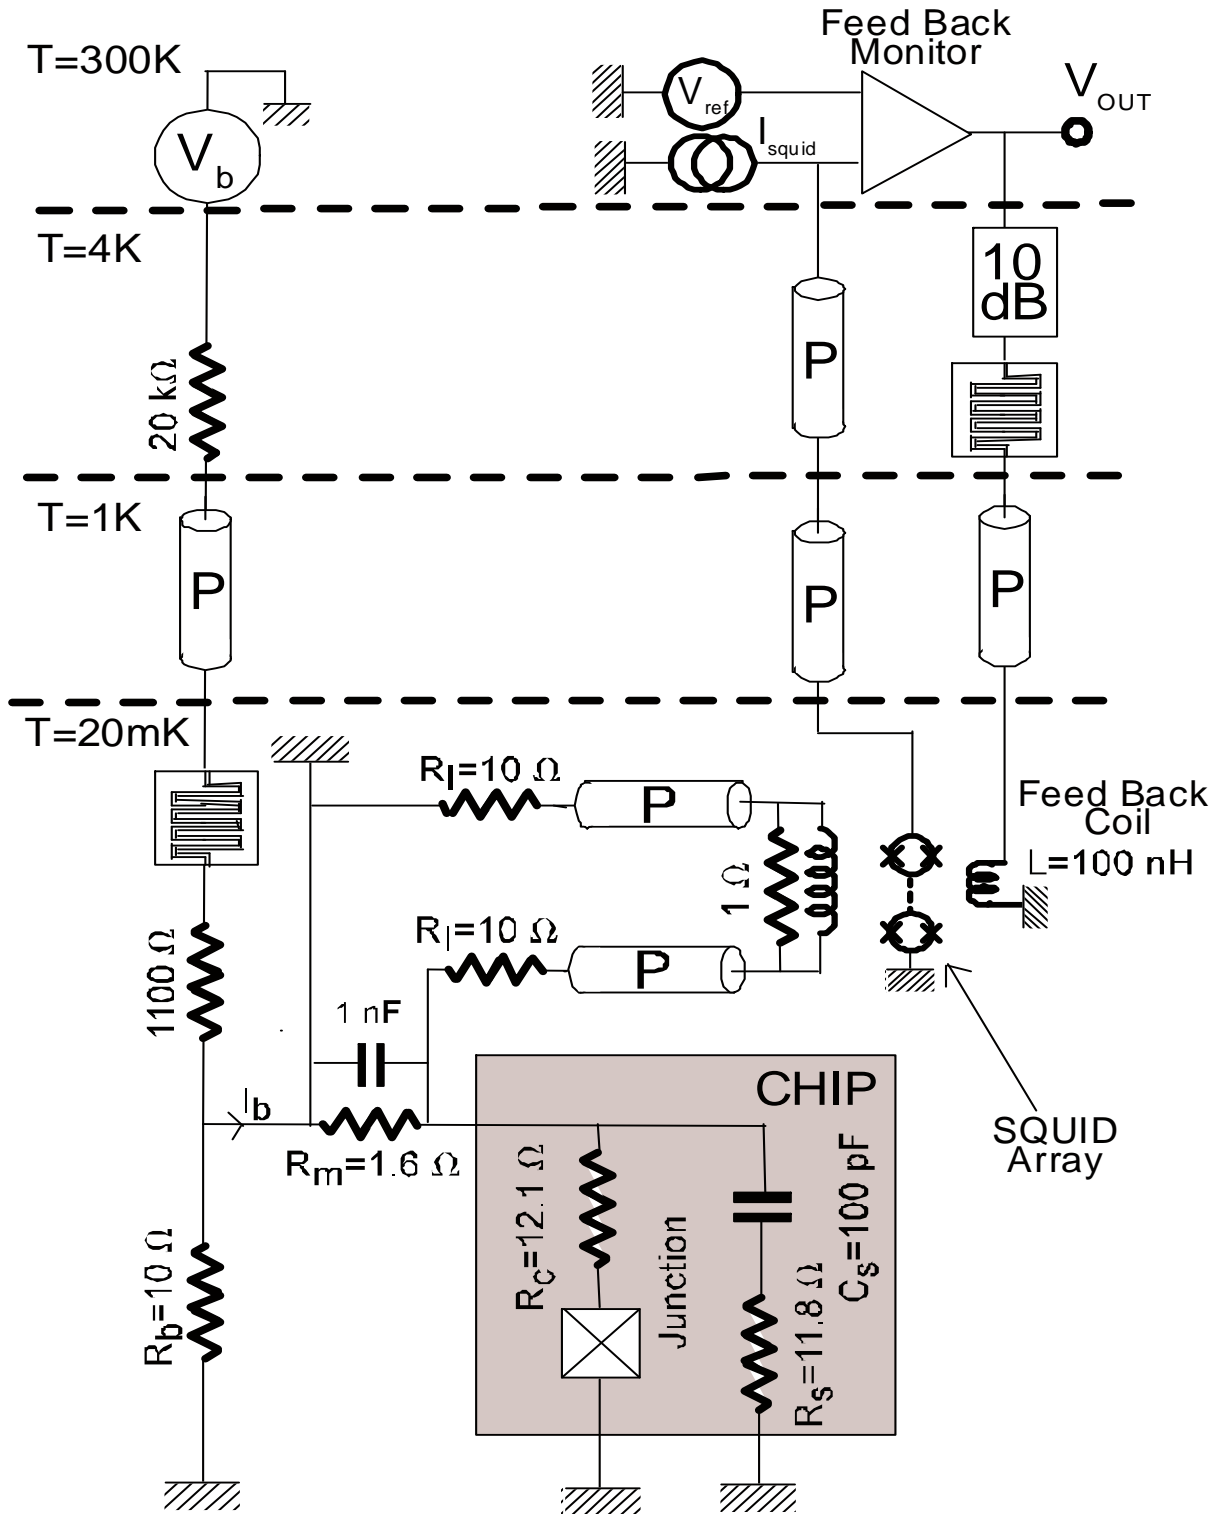 Feed Back
Monitor
T=300K
V_b
V_ref
I_squid
V_OUT
T=4K
10
dB
P
20 kΩ
T=1K
P
P
P
T=20mK
R_l=10 Ω
P
Feed Back
Coil
L=100 nH
1 Ω
R_l=10 Ω
P
1100 Ω
1 nF
I_b
CHIP
R_m=1.6 Ω
SQUID
Array
R_c=12.1 Ω
Junction
C_s=100 pF
R_s=11.8 Ω
R_b=10 Ω